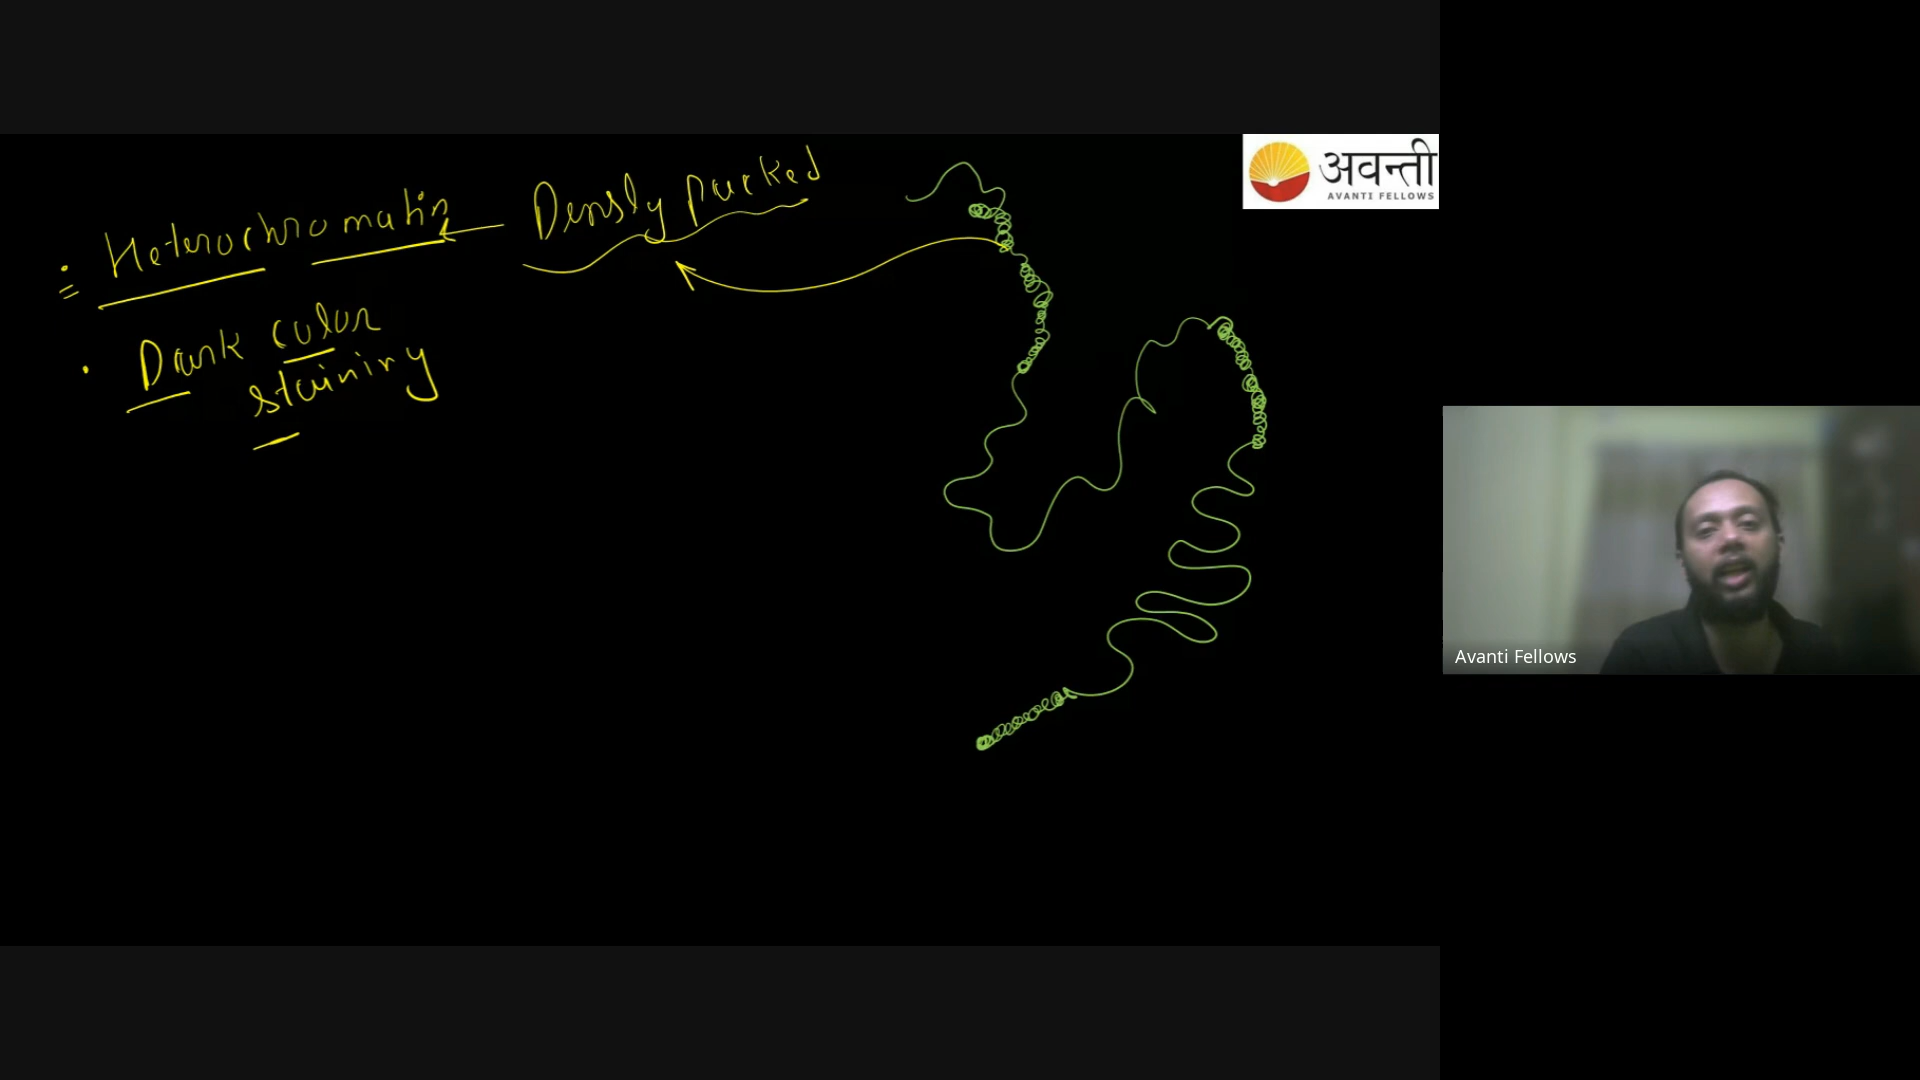 Heterochromatin ← Densly packed
· Dark color
staining
अवन्ती
AVANTI FELLOWS
Avanti Fellows